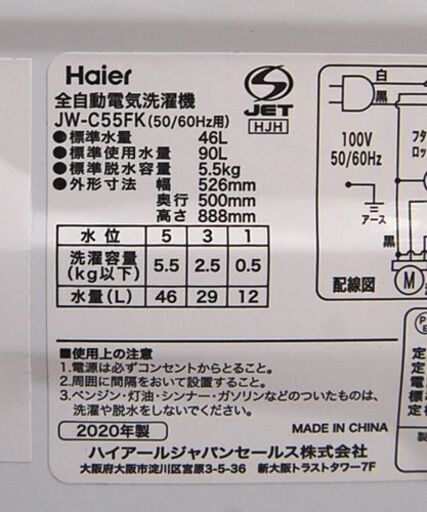 Haier
全自動電気洗濯機
JW-C55FK(50/60Hz用)
●標準水量 46L
●標準使用水量 90L
●標準脱水容量 5.5kg
●外形寸法 幅 526mm
奥行 500mm
高さ 888mm
水位 5 3 1
洗濯容量(kg以下) 5.5 2.5 0.5
水量(L) 46 29 12
S
JET
HJH
白
黒
100V
50/60Hz
フタ
ロッ
アース
黒
M
配線図
■使用上の注意
1.電源は必ずコンセントからとること。
2.周囲に間隔をおいて設置すること。
3.ベンジン・灯油・シンナー・ガソリンなどのついたものは、
洗濯や脱水をしないでください。
2020年製
MADE IN CHINA
ハイアールジャパンセールス株式会社
大阪府大阪市淀川区宮原3-5-36 新大阪トラストタワー7F
P
E
定
定
電
標
標
製